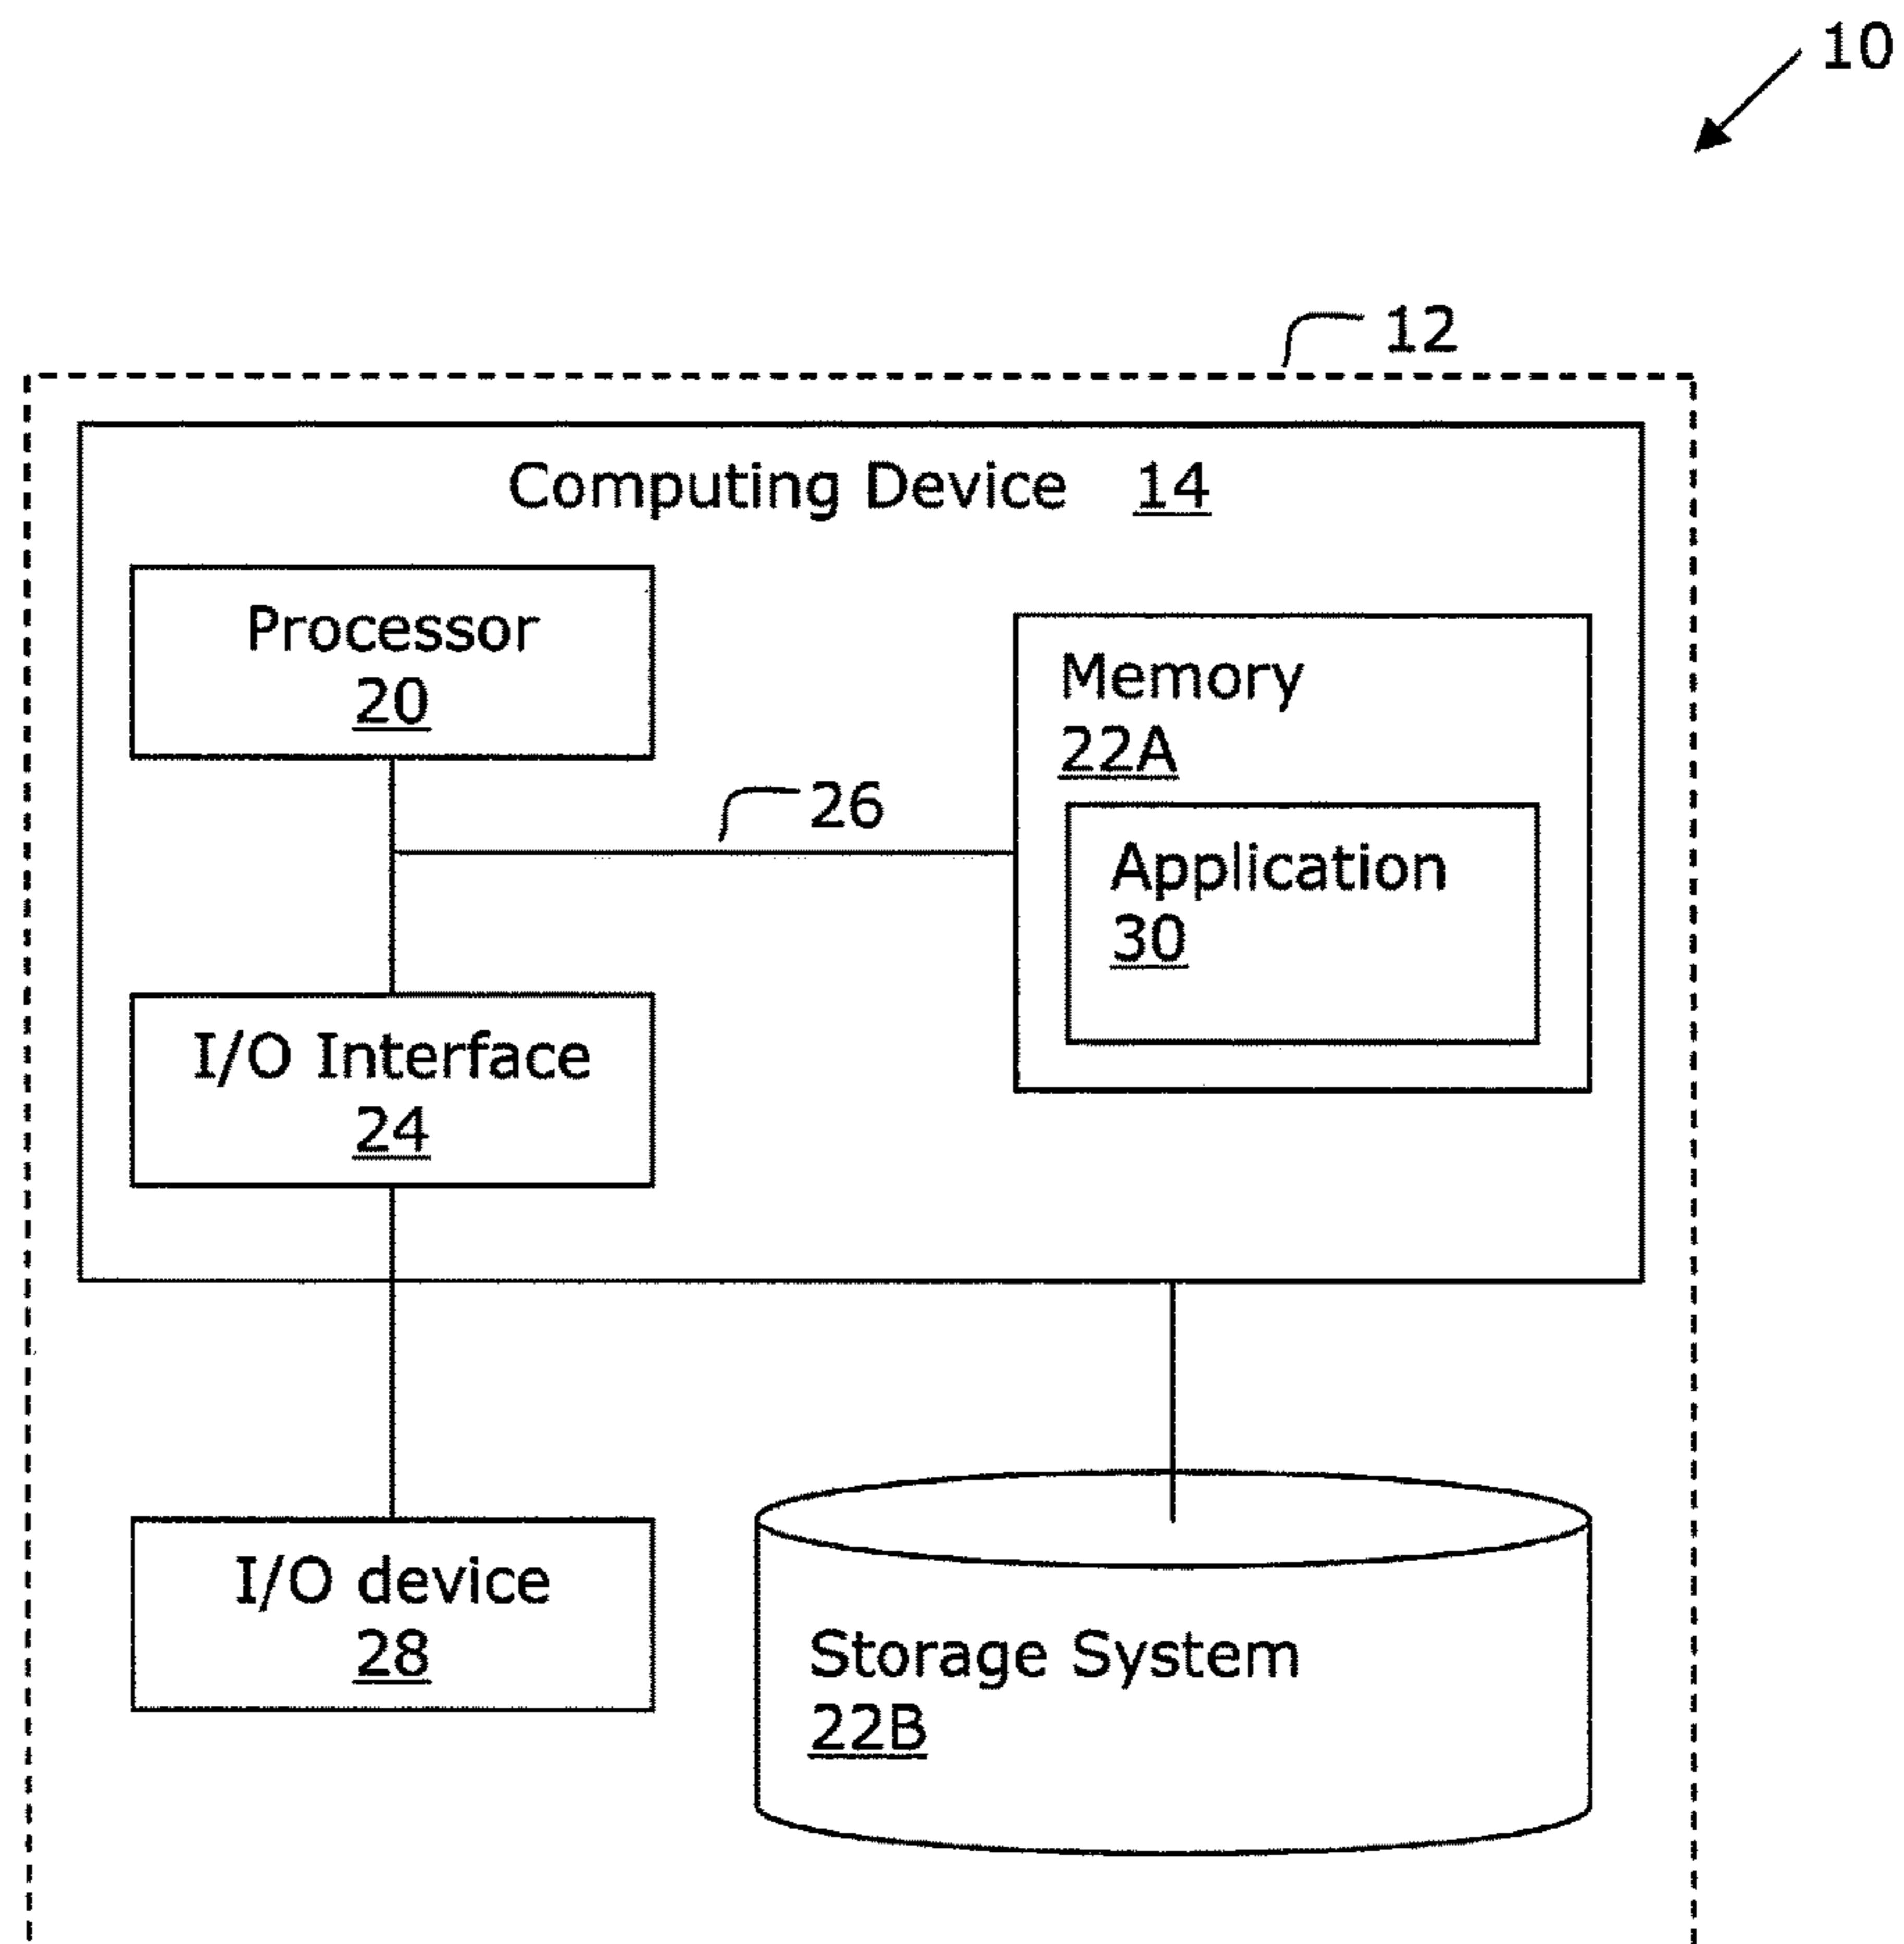 10
12
Computing Device 14
Processor
20
Memory
22A
26
Application
30
I/O Interface
24
I/O device
28
Storage System
22B